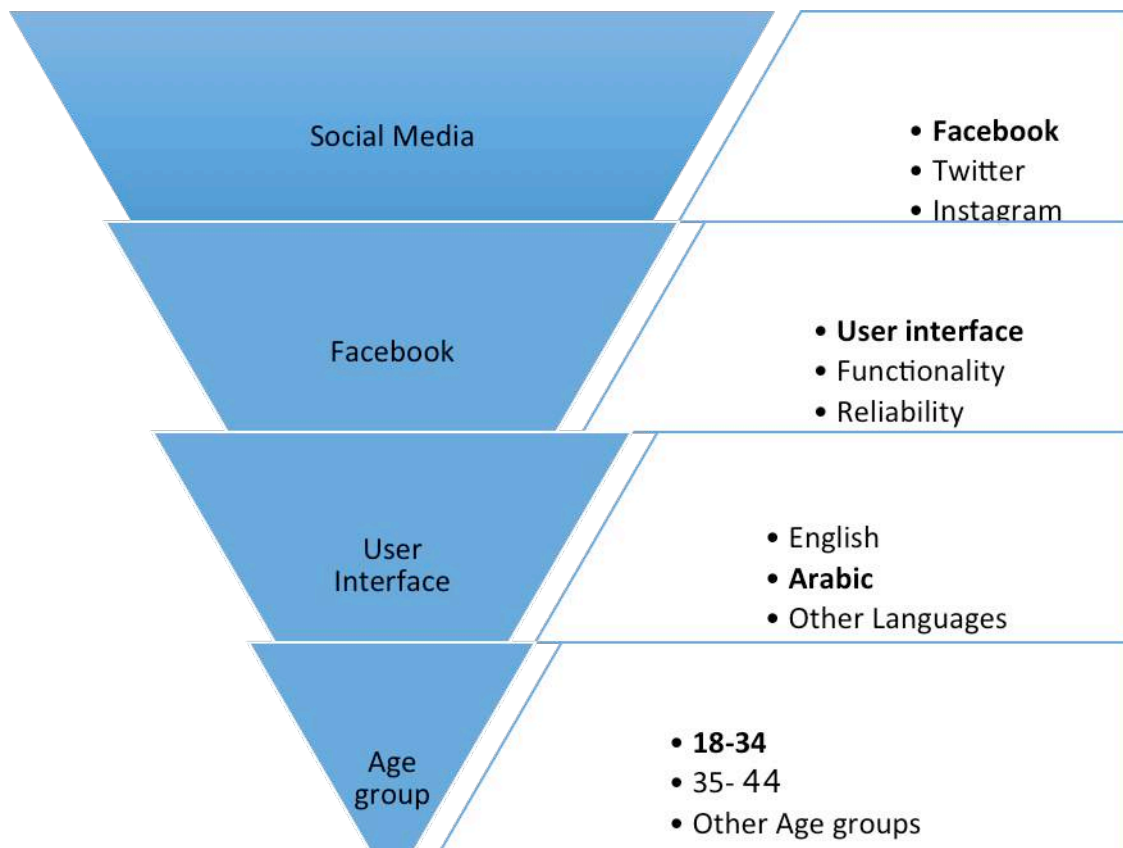 Social Media
• Facebook
• Twitter
• Instagram
Facebook
• User interface
• Functionality
• Reliability
User
Interface
• English
• Arabic
• Other Languages
Age
group
• 18-34
• 35- 44
• Other Age groups